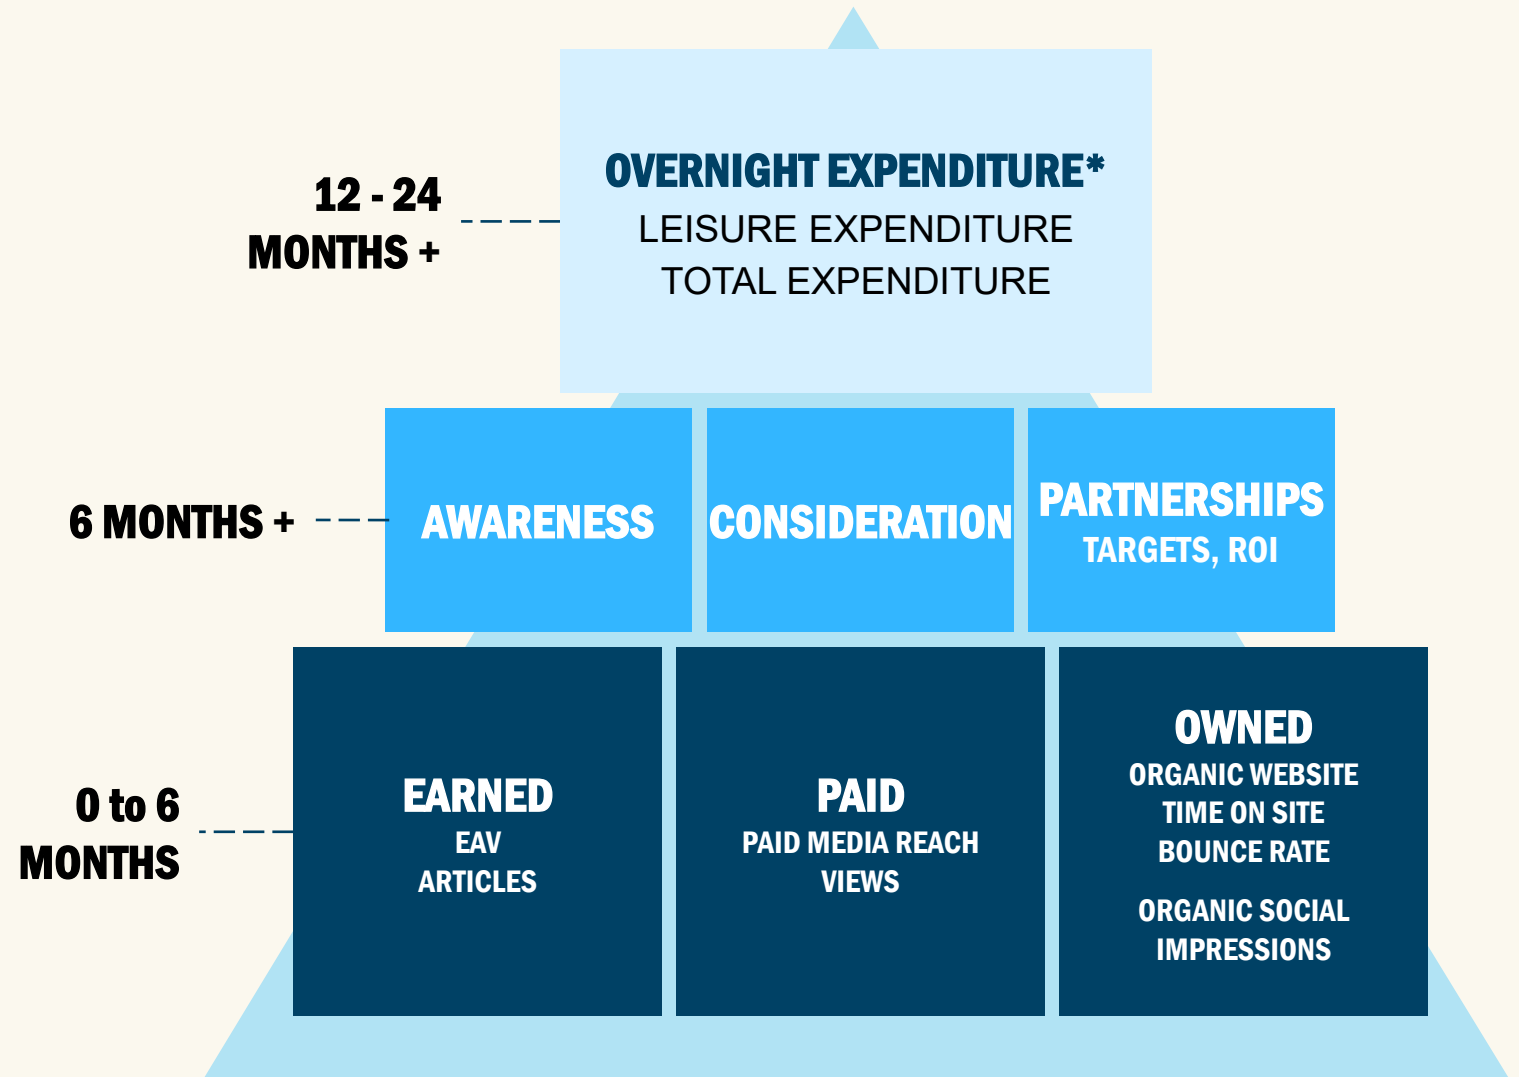 12 - 24
MONTHS +
OVERNIGHT EXPENDITURE*
LEISURE EXPENDITURE
TOTAL EXPENDITURE
6 MONTHS +
AWARENESS
CONSIDERATION
PARTNERSHIPS
TARGETS, ROI
0 to 6
MONTHS
EARNED
EAV
ARTICLES
PAID
PAID MEDIA REACH
VIEWS
OWNED
ORGANIC WEBSITE
TIME ON SITE
BOUNCE RATE
ORGANIC SOCIAL
IMPRESSIONS